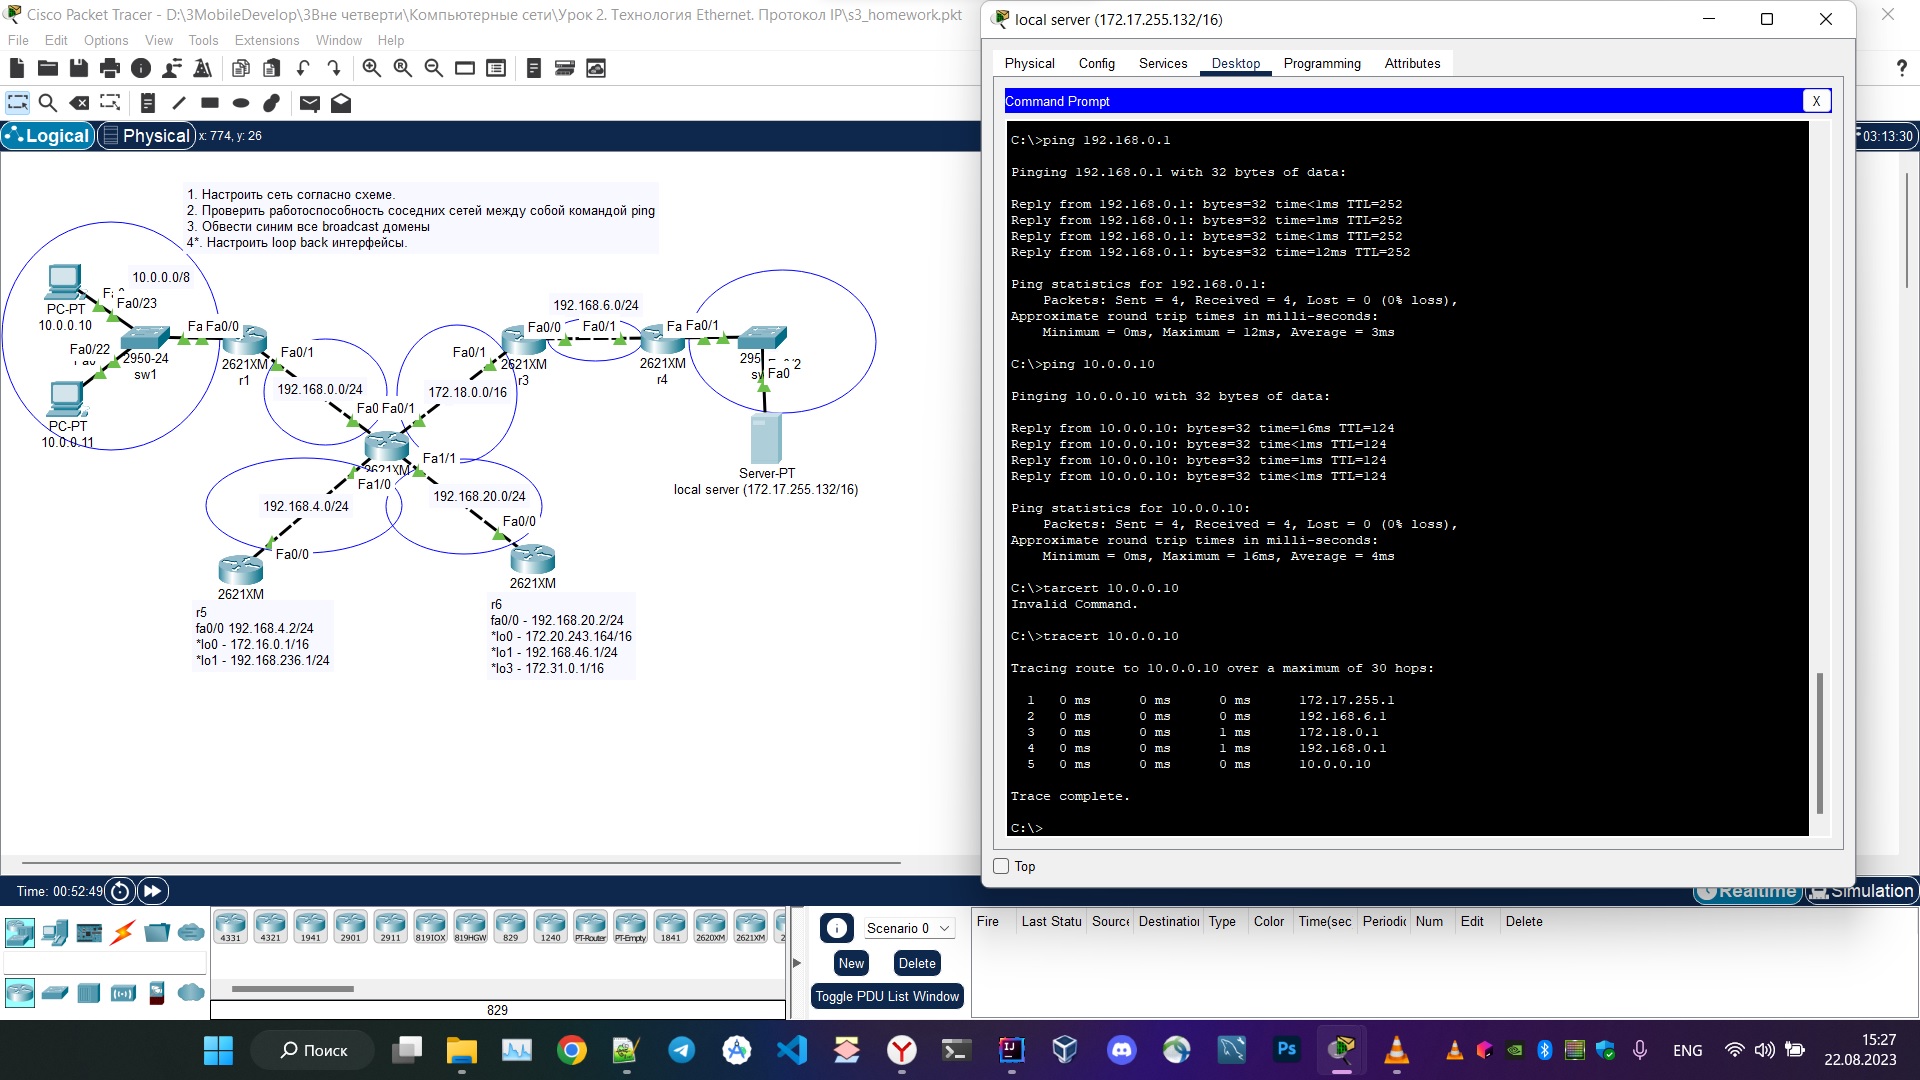 Cisco Packet Tracer - D:\3MobileDevelop\3Вне четверти\Компьютерные сети\Урок 2. Технология Ethernet. Протокол IP\s3_homework.pkt
File Edit Options View Tools Extensions Window Help
Logical Physical x: 774, y: 26
03:13:30
1. Настроить сеть согласно схеме.
2. Проверить работоспособность соседних сетей между собой командой ping
3. Обвести синим все broadcast домены
4*. Настроить loop back интерфейсы.
10.0.0.0/8
Fa0/23
PC-PT
10.0.0.10
Fa0/22
2950-24
sw1
PC-PT
10.0.0.11
Fa Fa0/0
2621XM
r1
Fa0/1
192.168.0.0/24
Fa0 Fa0/1
172.18.0.0/16
Fa0/1
Fa0/0
2621XM
r3
192.168.6.0/24
Fa0/1
2621XM
r4
Fa Fa0/1
Fa0
Server-PT
local server (172.17.255.132/16)
2621XM
Fa1/1
Fa1/0
192.168.4.0/24
Fa0/0
2621XM
192.168.20.0/24
Fa0/0
2621XM
r5
fa0/0 192.168.4.2/24
*lo0 - 172.16.0.1/16
*lo1 - 192.168.236.1/24
r6
fa0/0 - 192.168.20.2/24
*lo0 - 172.20.243.164/16
*lo1 - 192.168.46.1/24
*lo3 - 172.31.0.1/16
local server (172.17.255.132/16)
Physical Config Services Desktop Programming Attributes
Command Prompt
X
C:\>ping 192.168.0.1
Pinging 192.168.0.1 with 32 bytes of data:
Reply from 192.168.0.1: bytes=32 time<1ms TTL=252
Reply from 192.168.0.1: bytes=32 time=1ms TTL=252
Reply from 192.168.0.1: bytes=32 time<1ms TTL=252
Reply from 192.168.0.1: bytes=32 time=12ms TTL=252
Ping statistics for 192.168.0.1:
Packets: Sent = 4, Received = 4, Lost = 0 (0% loss),
Approximate round trip times in milli-seconds:
Minimum = 0ms, Maximum = 12ms, Average = 3ms
C:\>ping 10.0.0.10
Pinging 10.0.0.10 with 32 bytes of data:
Reply from 10.0.0.10: bytes=32 time=16ms TTL=124
Reply from 10.0.0.10: bytes=32 time<1ms TTL=124
Reply from 10.0.0.10: bytes=32 time=1ms TTL=124
Reply from 10.0.0.10: bytes=32 time<1ms TTL=124
Ping statistics for 10.0.0.10:
Packets: Sent = 4, Received = 4, Lost = 0 (0% loss),
Approximate round trip times in milli-seconds:
Minimum = 0ms, Maximum = 16ms, Average = 4ms
C:\>tarcert 10.0.0.10
Invalid Command.
C:\>tracert 10.0.0.10
Tracing route to 10.0.0.10 over a maximum of 30 hops:
1 0 ms 0 ms 0 ms 172.17.255.1
2 0 ms 0 ms 0 ms 192.168.6.1
3 0 ms 0 ms 1 ms 172.18.0.1
4 0 ms 0 ms 1 ms 192.168.0.1
5 0 ms 0 ms 0 ms 10.0.0.10
Trace complete.
C:\>
Top
Time: 00:52:49
Realtime Simulation
4331 4321 1941 2901 2911 819IOX 819HGW 829 1240 PT-Router PT-Empty 1841 2620XM 2621XM
829
Scenario 0
New Delete
Toggle PDU List Window
Fire Last Statu Source Destination Type Color Time(sec Periodic Num Edit Delete
Поиск
Ps
ENG
15:27
22.08.2023